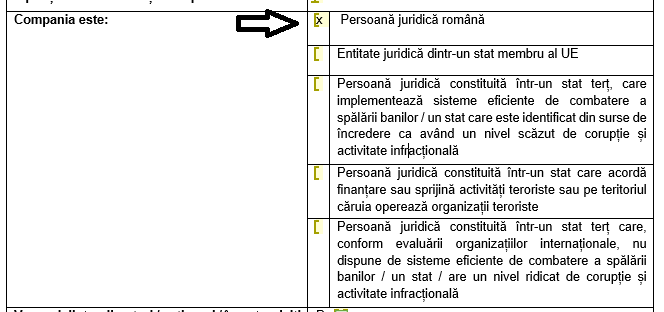 Compania este:
x Persoană juridică română
Entitate juridică dintr-un stat membru al UE
Persoană juridică constituită într-un stat terț, care
implementează sisteme eficiente de combatere a
spălării banilor / un stat care este identificat din surse de
încredere ca având un nivel scăzut de corupție și
activitate infracțională
Persoană juridică constituită într-un stat care acordă
finanțare sau sprijină activități teroriste sau pe teritoriul
căruia operează organizații teroriste
Persoană juridică constituită într-un stat terț care,
conform evaluării organizațiilor internaționale, nu
dispune de sisteme eficiente de combatere a spălării
banilor / un stat / are un nivel ridicat de corupție și
activitate infracțională